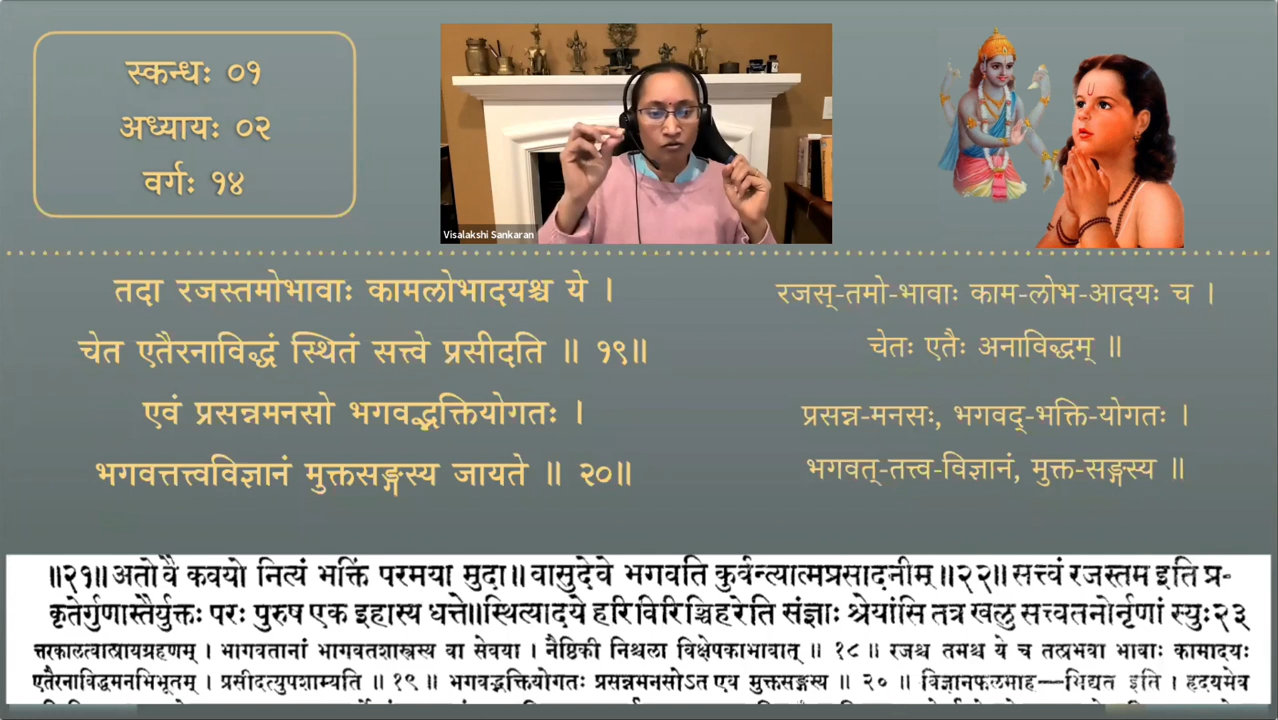 स्कन्धः ०१
अध्यायः ०२
वर्गः १४
Visalakshi Sankaran
तदा रजस्तमोभावाः कामलोभादयश्च ये ।
चेत एतैरनाविद्धं स्थितं सत्त्वे प्रसीदति ॥ १९॥
एवं प्रसन्नमनसो भगवद्भक्तियोगतः ।
भगवत्तत्त्वविज्ञानं मुक्तसङ्गस्य जायते ॥ २०॥
रजस्-तमो-भावाः काम-लोभ-आदयः च ।
चेतः एतैः अनाविद्धम् ॥
प्रसन्न-मनसः, भगवद्-भक्ति-योगतः ।
भगवत्-तत्त्व-विज्ञानं, मुक्त-सङ्गस्य ॥
॥२१॥ अतो वै कवयो नित्यं भक्तिं परमया मुदा॥ वासुदेवे भगवति कुर्वन्त्यात्मप्रसादनीम्॥२२॥ सत्त्वं रजस्तम इति प्र-
कृतेर्गुणास्तैर्युक्तः परः पुरुष एक इहास्य धत्ते॥स्थित्यादये हरिविरिञ्चिहरेति संज्ञाः श्रेयांसि तत्र खलु सत्त्वतनोर्नृणां स्युः२३
त्तरकालत्वात्प्रायग्रहणम् । भागवतानां भागवतशास्त्रस्य वा सेवया । नैष्ठिकी निश्चला विक्षेपकाभावात् ॥ १८ ॥ रजश्च तमश्च ये च तत्प्रभवा भावाः कामादयः
एतैरनाविद्धमनभिभूतम् । प्रसीदत्युपशाम्यति ॥ १९ ॥ भगवद्भक्तियोगतः प्रसन्नमनसोऽत एव मुक्तसङ्गस्य ॥ २० ॥ विज्ञानफलमाह—भिद्यत इति । हृदयमेव